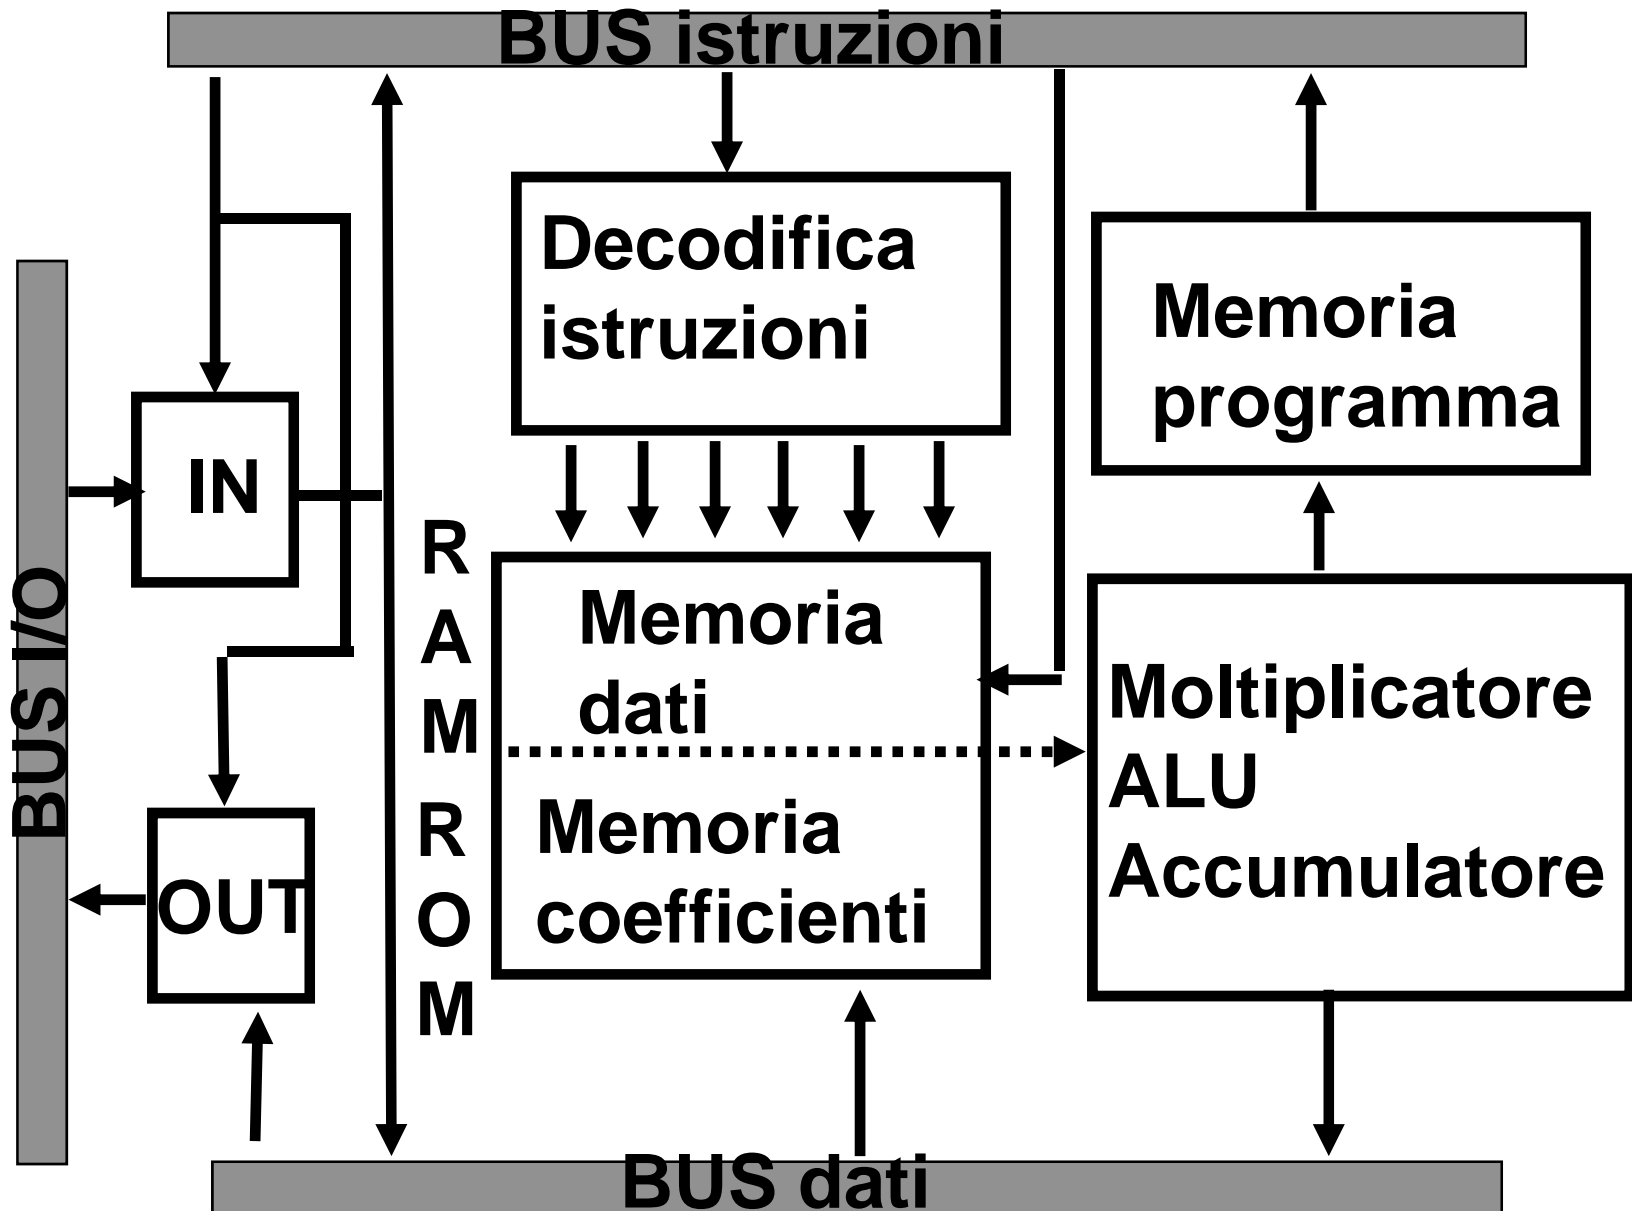 BUS istruzioni
Decodifica
istruzioni
Memoria
programma
IN
BUS I/O
R
A
M
R
O
M
Memoria
dati
Memoria
coefficienti
Moltiplicatore
ALU
Accumulatore
OUT
BUS dati